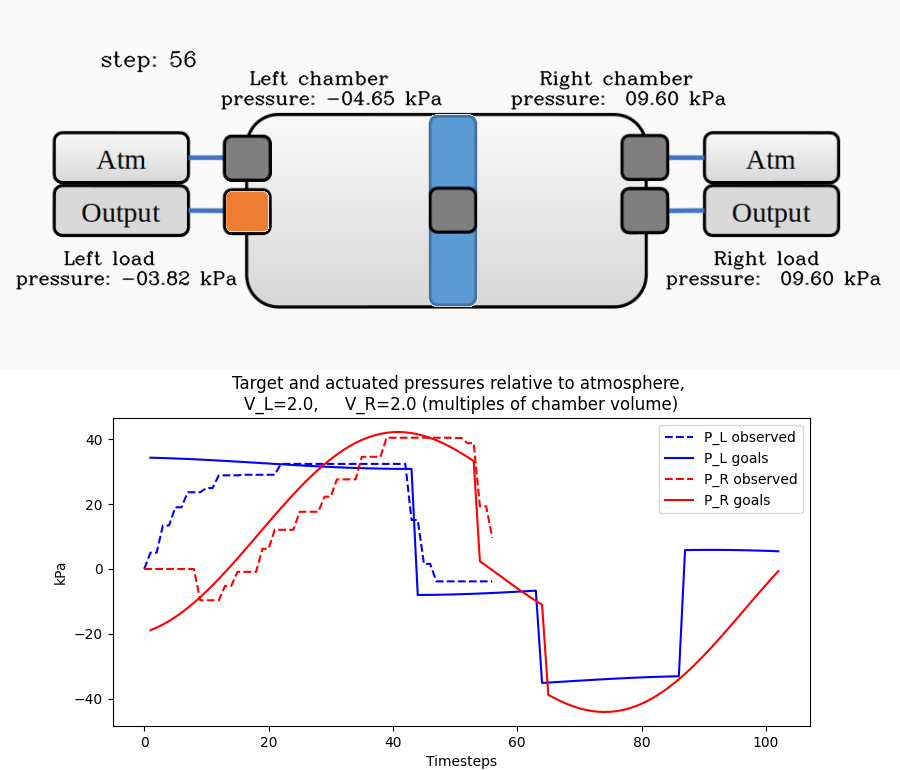 step: 56
Left chamber
pressure: −04.65 kPa
Right chamber
pressure: 09.60 kPa
Atm
Output
Atm
Output
Left load
pressure: −03.82 kPa
Right load
pressure: 09.60 kPa
Target and actuated pressures relative to atmosphere,
V_L=2.0, V_R=2.0 (multiples of chamber volume)
P_L observed
P_L goals
P_R observed
P_R goals
kPa
40
20
0
−20
−40
0 20 40 60 80 100
Timesteps